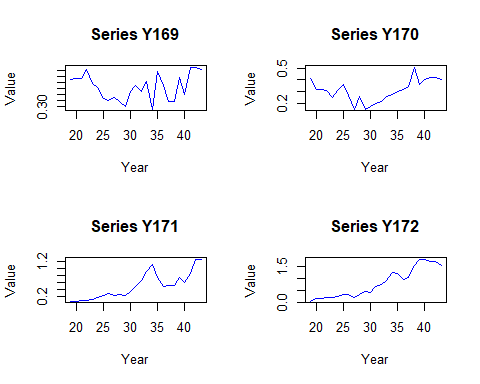 Series Y169
Value
0.30
20 25 30 35 40
Year
Series Y170
Value
0.5
0.2
20 25 30 35 40
Year
Series Y171
Value
1.2
0.2
20 25 30 35 40
Year
Series Y172
Value
1.5
0.0
20 25 30 35 40
Year